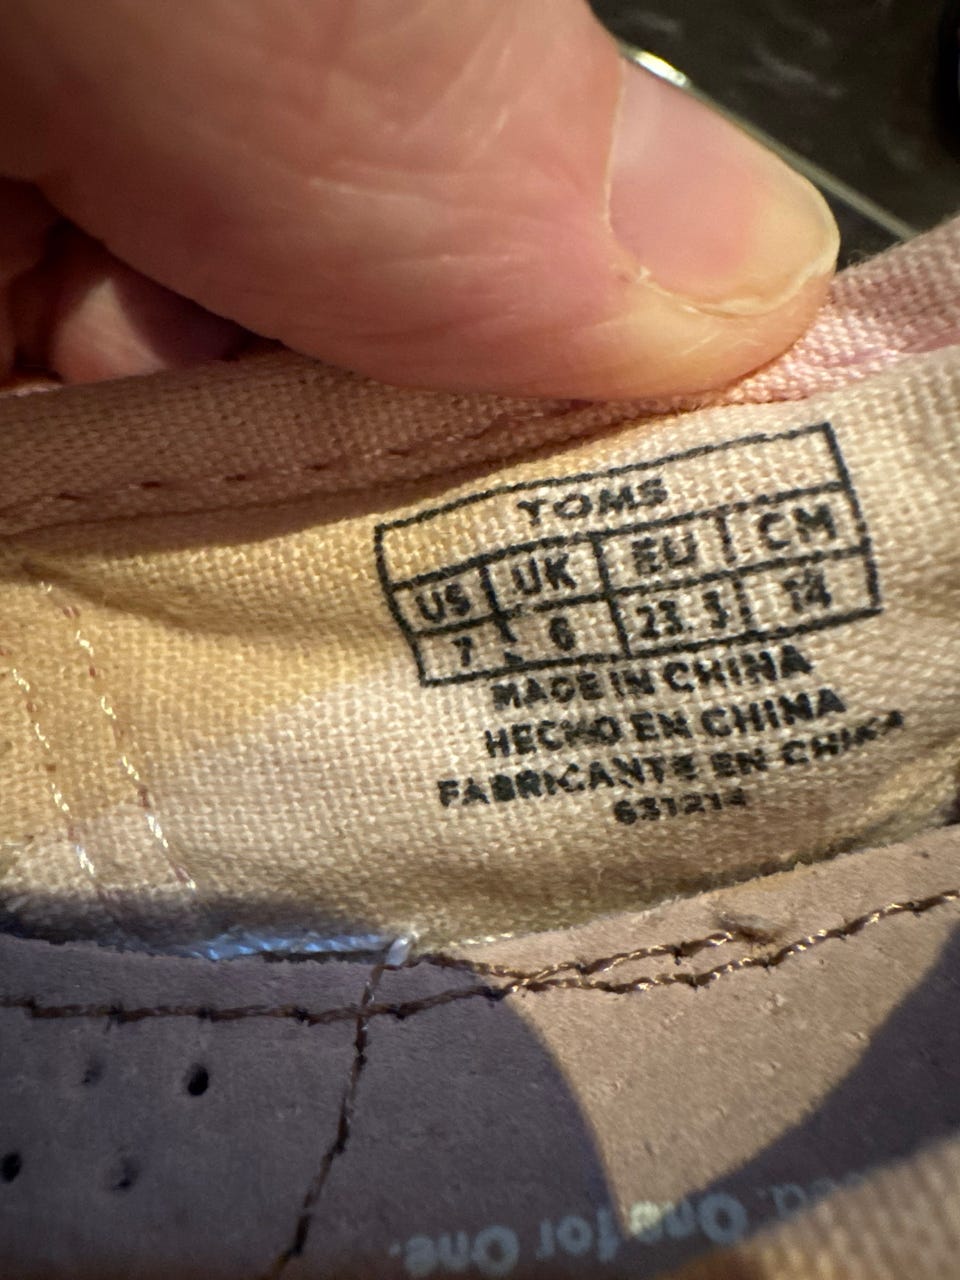 TOMS
US UK EU CM
7 6 23.5 14
MADE IN CHINA
HECHO EN CHINA
FABRICANTE EN CHINA
631214
One for One.